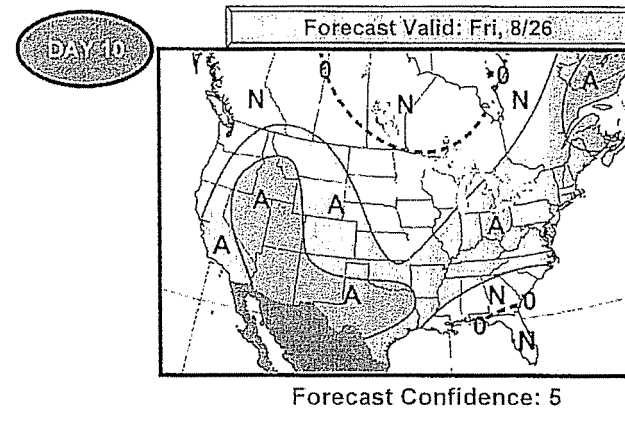 DAY 10
Forecast Valid: Fri, 8/26
0 0
A
N N N
A A A
A
A N 0
0 N
Forecast Confidence: 5